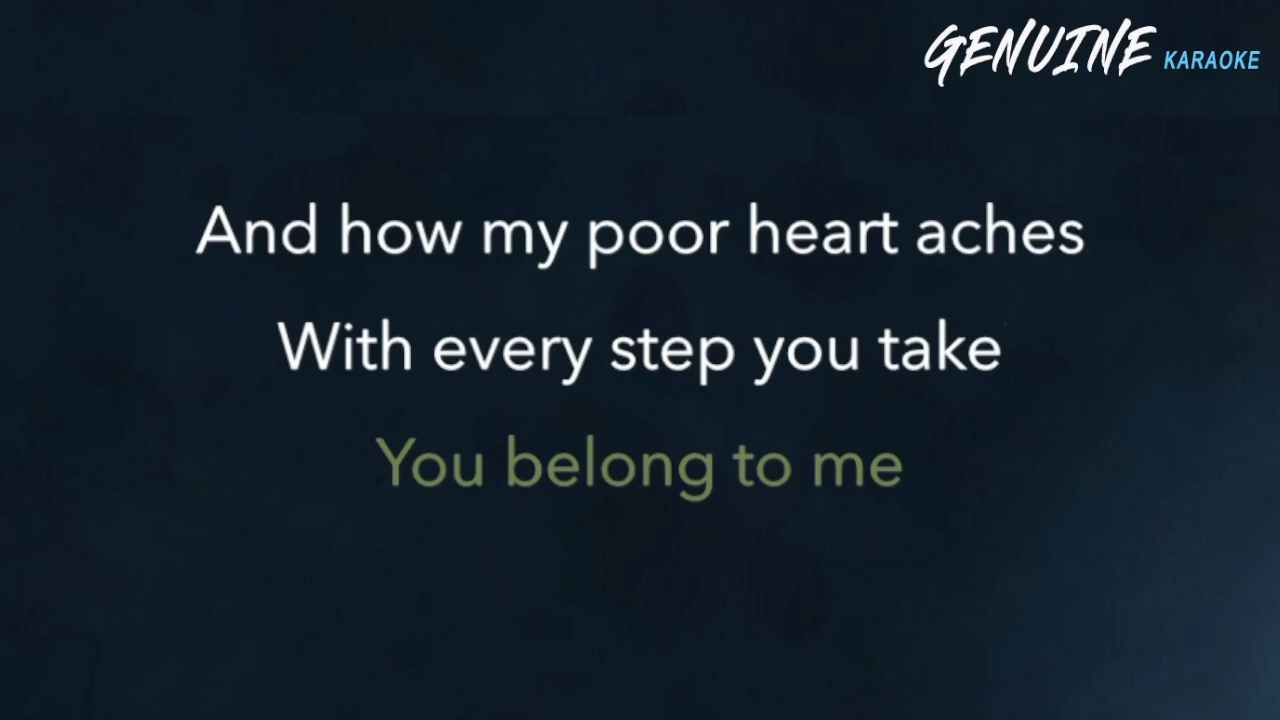 GENUINE KARAOKE
And how my poor heart aches
With every step you take
You belong to me